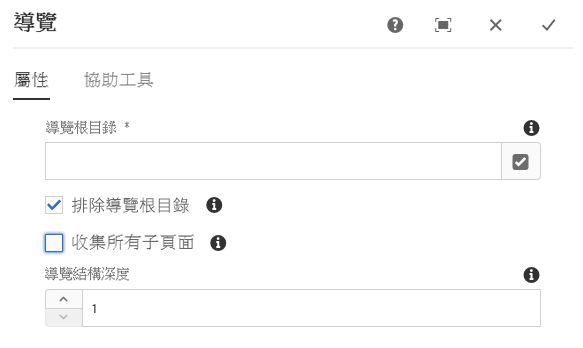 導覽
屬性 協助工具
導覽根目錄 *
排除導覽根目錄
收集所有子頁面
導覽結構深度
1